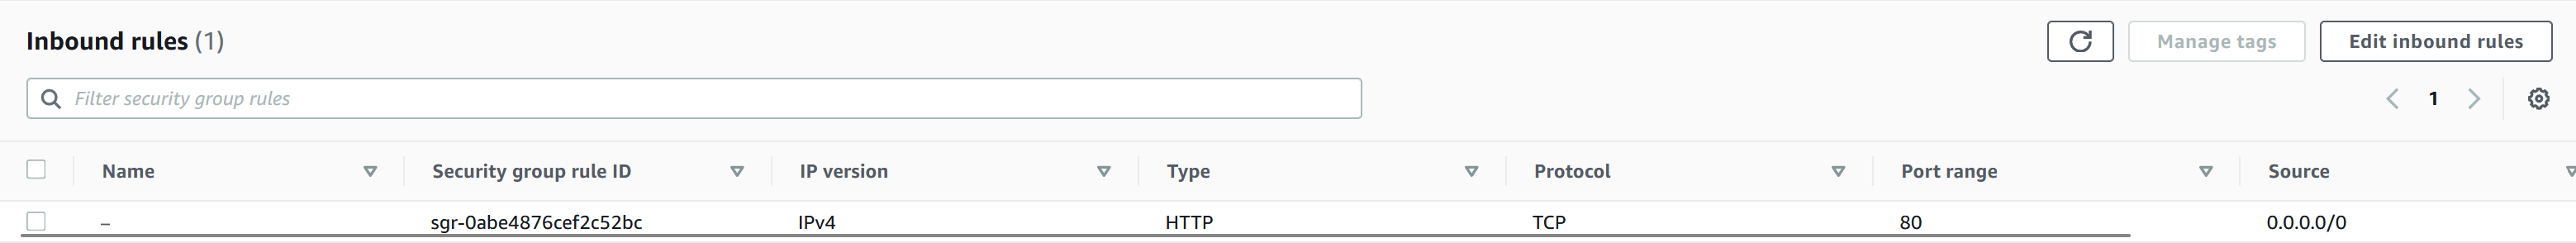 Inbound rules (1)
Manage tags
Edit inbound rules
Filter security group rules
1
Name Security group rule ID IP version Type Protocol Port range Source
– sgr-0abe4876cef2c52bc IPv4 HTTP TCP 80 0.0.0.0/0